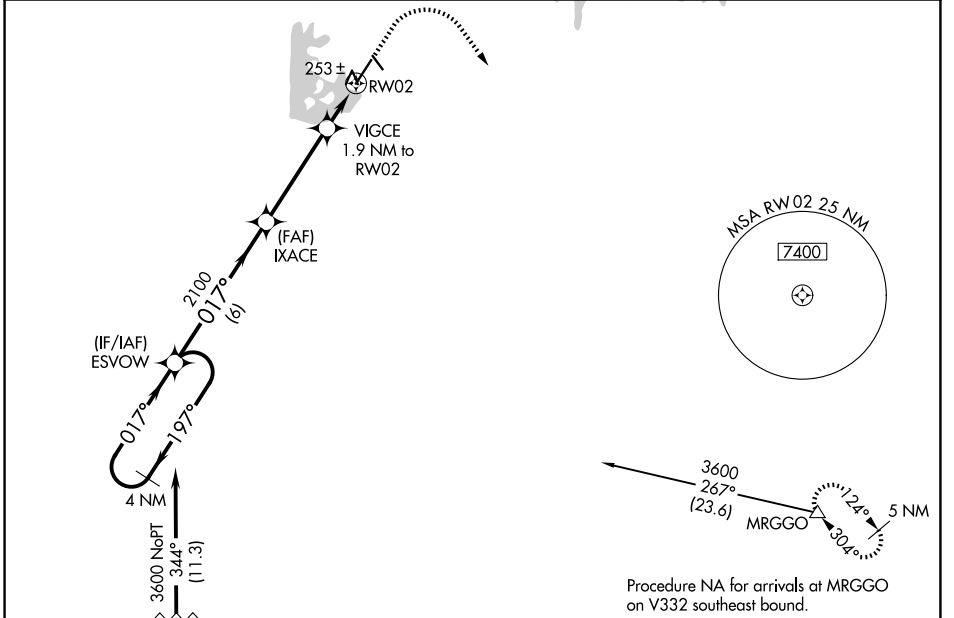 253 ±
RW02
VIGCE
1.9 NM to
RW02
(FAF)
IXACE
2100
017°
(6)
(IF/IAF)
ESVOW
017°
197°
4 NM
3600 NoPT
344°
(11.3)
MSA RW 02 25 NM
7400
3600
267°
(23.6)
MRGGO
124°
304°
5 NM
Procedure NA for arrivals at MRGGO
on V332 southeast bound.